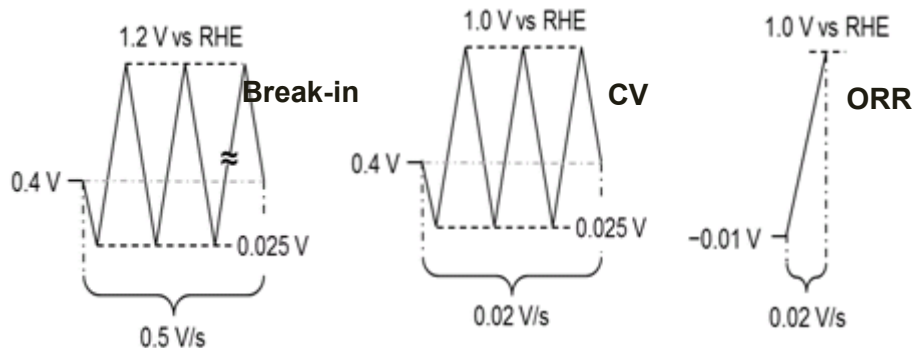 1.2 V vs RHE
Break-in
0.4 V
0.025 V
0.5 V/s
1.0 V vs RHE
CV
0.4 V
0.025 V
0.02 V/s
1.0 V vs RHE
ORR
−0.01 V
0.02 V/s